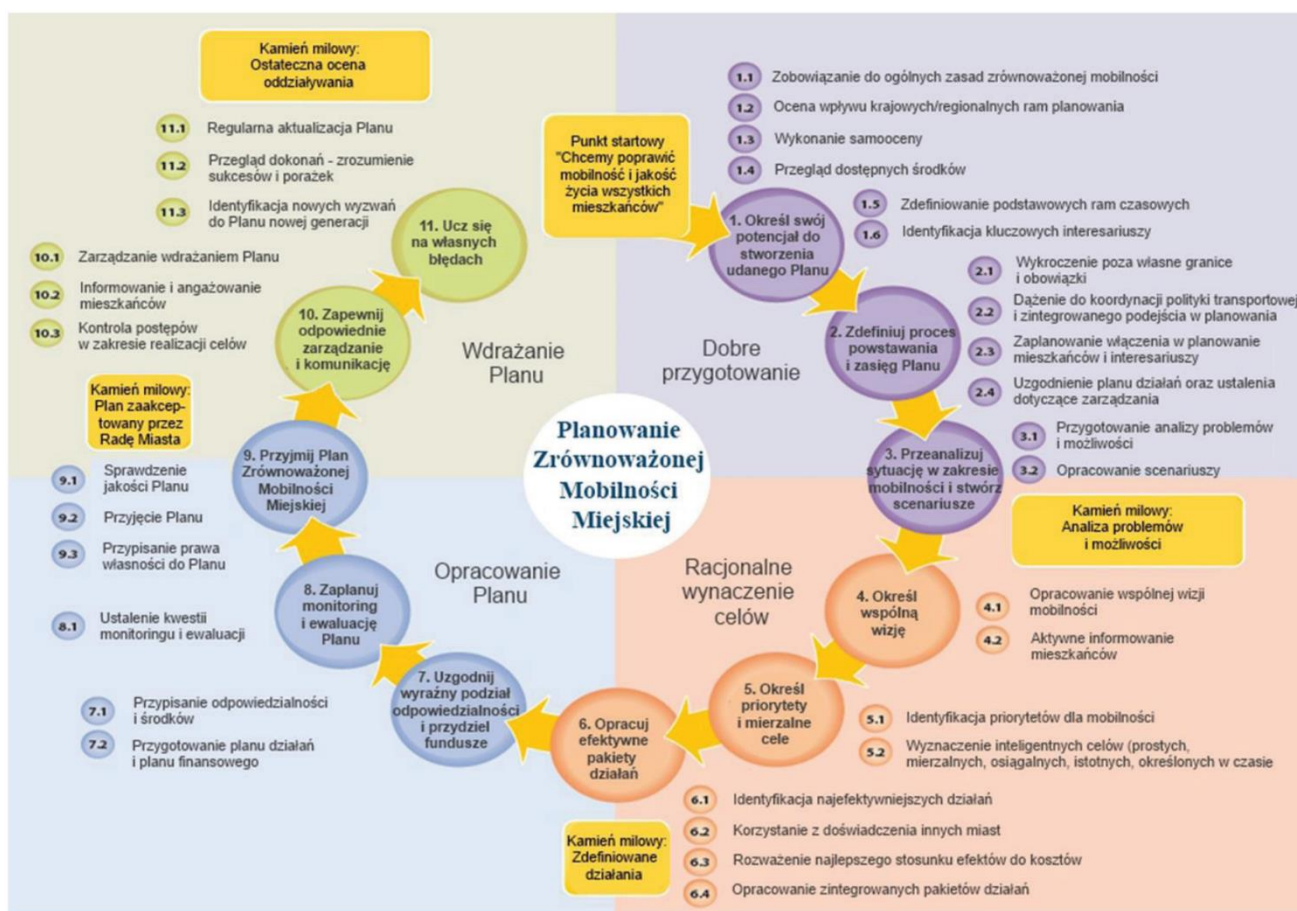 Kamień milowy:
Ostateczna ocena
oddziaływania
11.1 Regularna aktualizacja Planu
11.2 Przegląd dokonań - zrozumienie
sukcesów i porażek
11.3 Identyfikacja nowych wyzwań
do Planu nowej generacji
11. Ucz się
na własnych
błędach
10.1 Zarządzanie wdrażaniem Planu
10.2 Informowanie i angażowanie
mieszkańców
10.3 Kontrola postępów
w zakresie realizacji celów
10. Zapewnij
odpowiednie
zarządzanie
i komunikację
Wdrażanie
Planu
Punkt startowy
"Chcemy poprawić
mobilność i jakość
życia wszystkich
mieszkańców"
1.1 Zobowiązanie do ogólnych zasad zrównoważonej mobilności
1.2 Ocena wpływu krajowych/regionalnych ram planowania
1.3 Wykonanie samooceny
1.4 Przegląd dostępnych środków
1.5 Zdefiniowanie podstawowych ram czasowych
1.6 Identyfikacja kluczowych interesariuszy
1. Określ swój
potencjał do
stworzenia
udanego Planu
2.1 Wykroczenie poza własne granice
i obowiązki
2.2 Dążenie do koordynacji polityki transportowej
i zintegrowanego podejścia w planowania
2.3 Zaplanowanie włączenia w planowanie
mieszkańców i interesariuszy
2.4 Uzgodnienie planu działań oraz ustalenia
dotyczące zarządzania
2. Zdefiniuj proces
powstawania
i zasięg Planu
Dobre
przygotowanie
3.1 Przygotowanie analizy problemów
i możliwości
3.2 Opracowanie scenariuszy
3. Przeanalizuj
sytuację w zakresie
mobilności i stwórz
scenariusze
Kamień milowy:
Analiza problemów
i możliwości
Planowanie
Zrównoważonej
Mobilności
Miejskiej
Kamień milowy:
Plan zaakcep-
towany przez
Radę Miasta
9. Przyjmij Plan
Zrównoważonej
Mobilności
Miejskiej
9.1 Sprawdzenie
jakości Planu
9.2 Przyjęcie Planu
9.3 Przypisanie prawa
własności do Planu
8. Zaplanuj
monitoring
i ewaluację
Planu
8.1 Ustalenie kwestii
monitoringu i ewaluacji
Opracowanie
Planu
7. Uzgodnij
wyraźny podział
odpowiedzialności
i przydziel
fundusze
7.1 Przypisanie odpowiedzialności
i środków
7.2 Przygotowanie planu działań
i planu finansowego
Racjonalne
wynaczenie
celów
4. Określ
wspólną
wizję
4.1 Opracowanie wspólnej wizji
mobilności
4.2 Aktywne informowanie
mieszkańców
5. Określ
priorytety
i mierzalne
cele
5.1 Identyfikacja priorytetów dla mobilności
5.2 Wyznaczenie inteligentnych celów (prostych,
mierzalnych, osiągalnych, istotnych, określonych w czasie
6. Opracuj
efektywne
pakiety
działań
6.1 Identyfikacja najefektywniejszych działań
6.2 Korzystanie z doświadczenia innych miast
6.3 Rozważenie najlepszego stosunku efektów do kosztów
6.4 Opracowanie zintegrowanych pakietów działań
Kamień milowy:
Zdefiniowane
działania